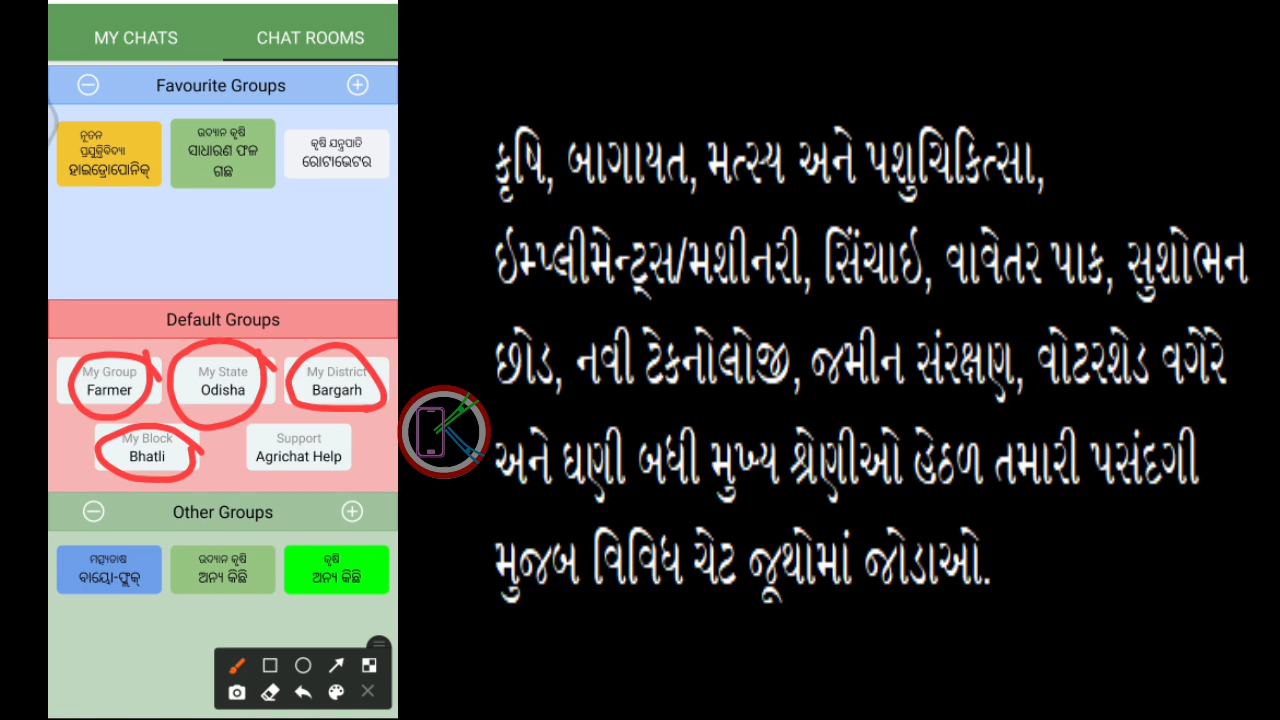 MY CHATS
CHAT ROOMS
Favourite Groups
ନୂତନ
ପ୍ରଯୁକ୍ତିବିଦ୍ୟା
ହାଇଡ୍ରୋପୋନିକ୍
ଉଦ୍ୟାନ କୃଷି
ସାଧାରଣ ଫଳ
ଗଛ
କୃଷି ଯନ୍ତ୍ରପାତି
ରୋଟାଭେଟର
Default Groups
My Group
Farmer
My State
Odisha
My District
Bargarh
My Block
Bhatli
Support
Agrichat Help
Other Groups
ମତ୍ସ୍ୟଚାଷ
ବାୟୋ-ଫ୍ଲକ୍
ଉଦ୍ୟାନ କୃଷି
ଅନ୍ୟ କିଛି
କୃଷି
ଅନ୍ୟ କିଛି
કૃષિ, બાગાયત, મત્સ્ય અને પશુચિકિત્સા,
ઈમ્પ્લીમેન્ટ્સ/મશીનરી, સિંચાઈ, વાવેતર પાક, સુશોભન
છોડ, નવી ટેકનોલોજી, જમીન સંરક્ષણ, વોટરશેડ વગેરે
અને ઘણી બધી મુખ્ય શ્રેણીઓ હેઠળ તમારી પસંદગી
મુજબ વિવિધ ચેટ જૂથોમાં જોડાઓ.